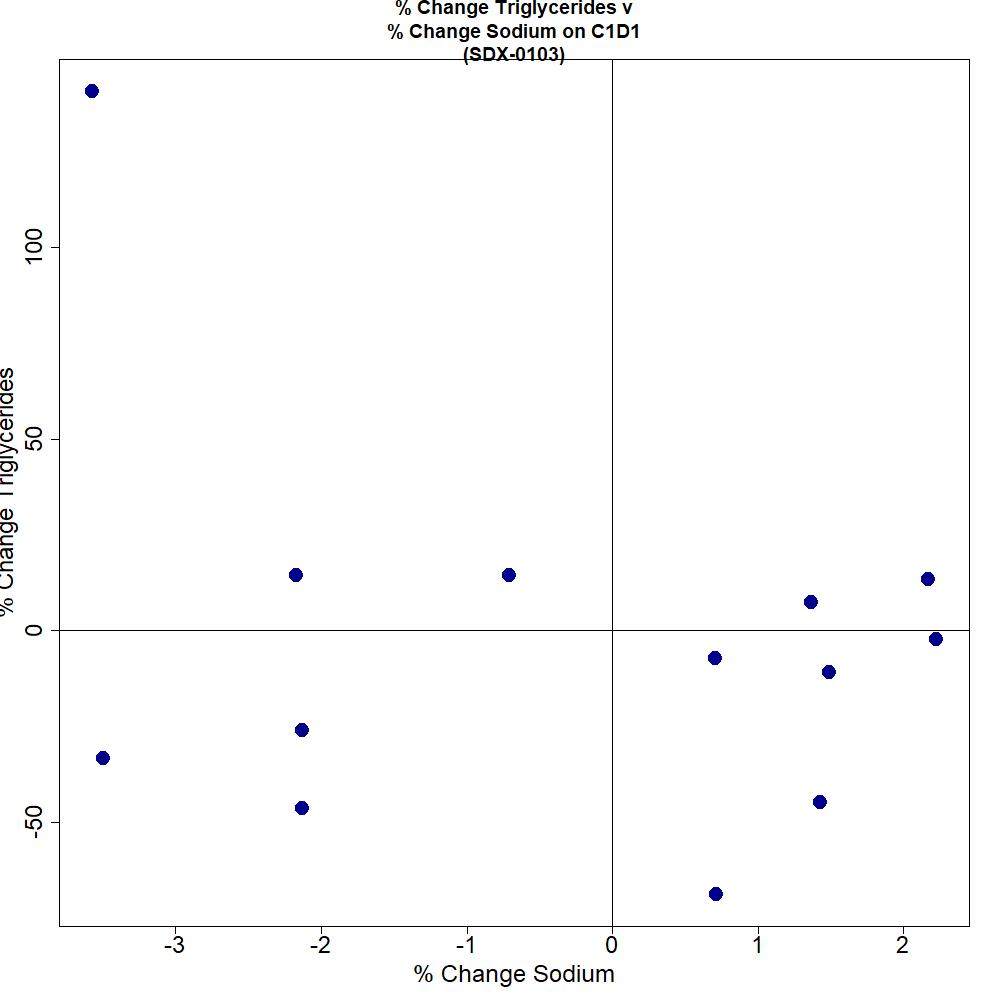 % Change Triglycerides v
% Change Sodium on C1D1
(SDX-0103)
% Change Triglycerides
100
50
0
-50
-3
-2
-1
0
1
2
% Change Sodium